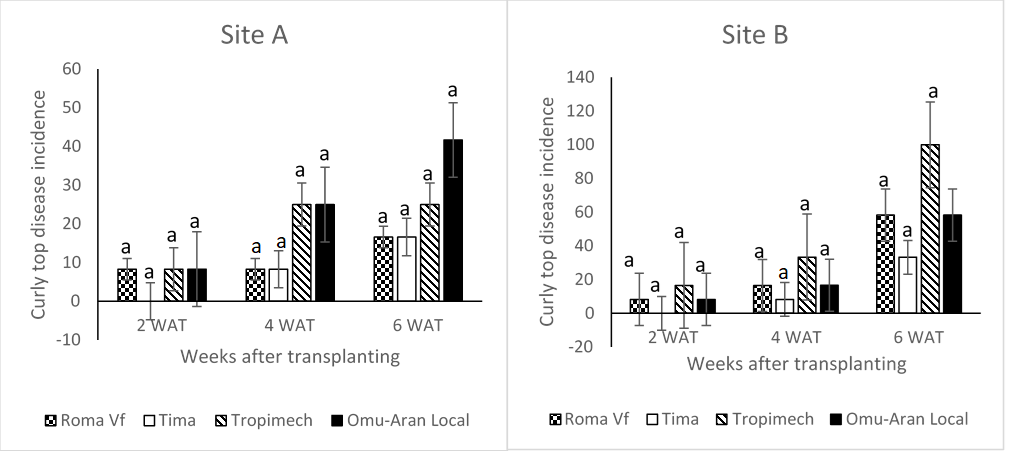 Site A
60
50
40
30
20
10
0
-10
Curly top disease incidence
a a a a
a a a a
a a a a
2 WAT 4 WAT 6 WAT
Weeks after transplanting
Roma Vf Tima Tropimech Omu-Aran Local
Site B
140
120
100
80
60
40
20
0
-20
Curly top disease incidence
a a a a
a a a a
a a
2 WAT 4 WAT 6 WAT
Weeks after transplanting
Roma Vf Tima Tropimech Omu-Aran Local